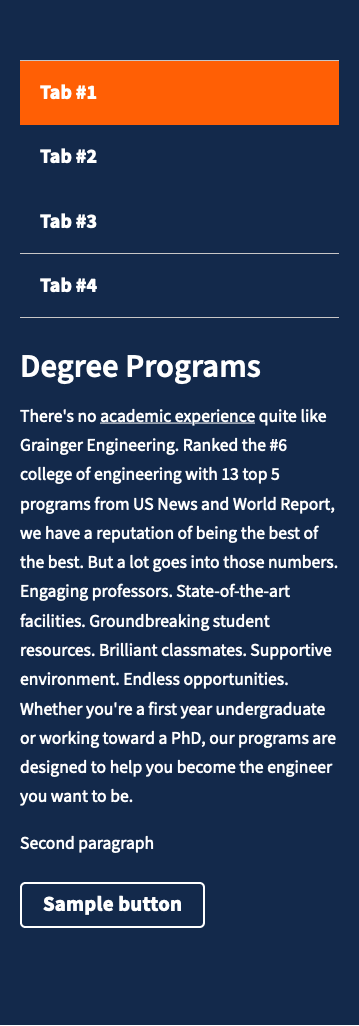 Tab #1
Tab #2
Tab #3
Tab #4
Degree Programs
There's no academic experience quite like
Grainger Engineering. Ranked the #6
college of engineering with 13 top 5
programs from US News and World Report,
we have a reputation of being the best of
the best. But a lot goes into those numbers.
Engaging professors. State-of-the-art
facilities. Groundbreaking student
resources. Brilliant classmates. Supportive
environment. Endless opportunities.
Whether you're a first year undergraduate
or working toward a PhD, our programs are
designed to help you become the engineer
you want to be.
Second paragraph
Sample button